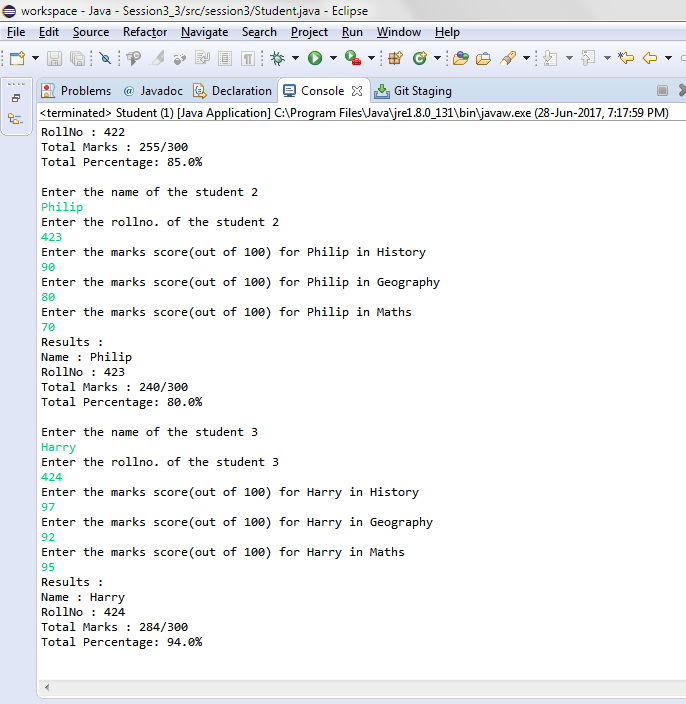 workspace - Java - Session3_3/src/session3/Student.java - Eclipse
File Edit Source Refactor Navigate Search Project Run Window Help
Problems @ Javadoc Declaration Console Git Staging
<terminated> Student (1) [Java Application] C:\Program Files\Java\jre1.8.0_131\bin\javaw.exe (28-Jun-2017, 7:17:59 PM)
RollNo : 422
Total Marks : 255/300
Total Percentage: 85.0%
Enter the name of the student 2
Philip
Enter the rollno. of the student 2
423
Enter the marks score(out of 100) for Philip in History
90
Enter the marks score(out of 100) for Philip in Geography
80
Enter the marks score(out of 100) for Philip in Maths
70
Results :
Name : Philip
RollNo : 423
Total Marks : 240/300
Total Percentage: 80.0%
Enter the name of the student 3
Harry
Enter the rollno. of the student 3
424
Enter the marks score(out of 100) for Harry in History
97
Enter the marks score(out of 100) for Harry in Geography
92
Enter the marks score(out of 100) for Harry in Maths
95
Results :
Name : Harry
RollNo : 424
Total Marks : 284/300
Total Percentage: 94.0%